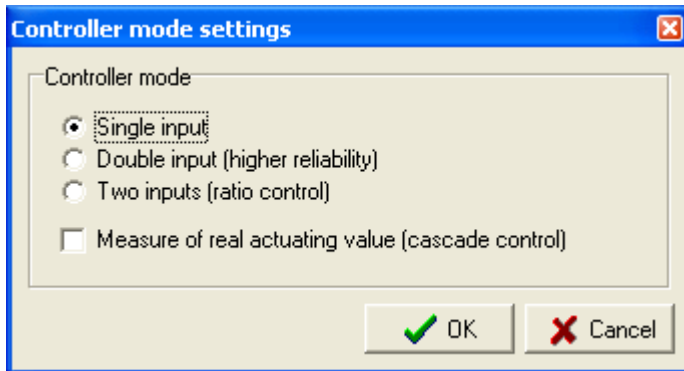 Controller mode settings
Controller mode
Single input
Double input (higher reliability)
Two inputs (ratio control)
Measure of real actuating value (cascade control)
OK
Cancel